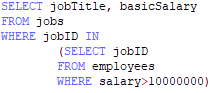 SELECT jobTitle, basicSalary
FROM jobs
WHERE jobID IN
(SELECT jobID
FROM employees
WHERE salary>10000000)